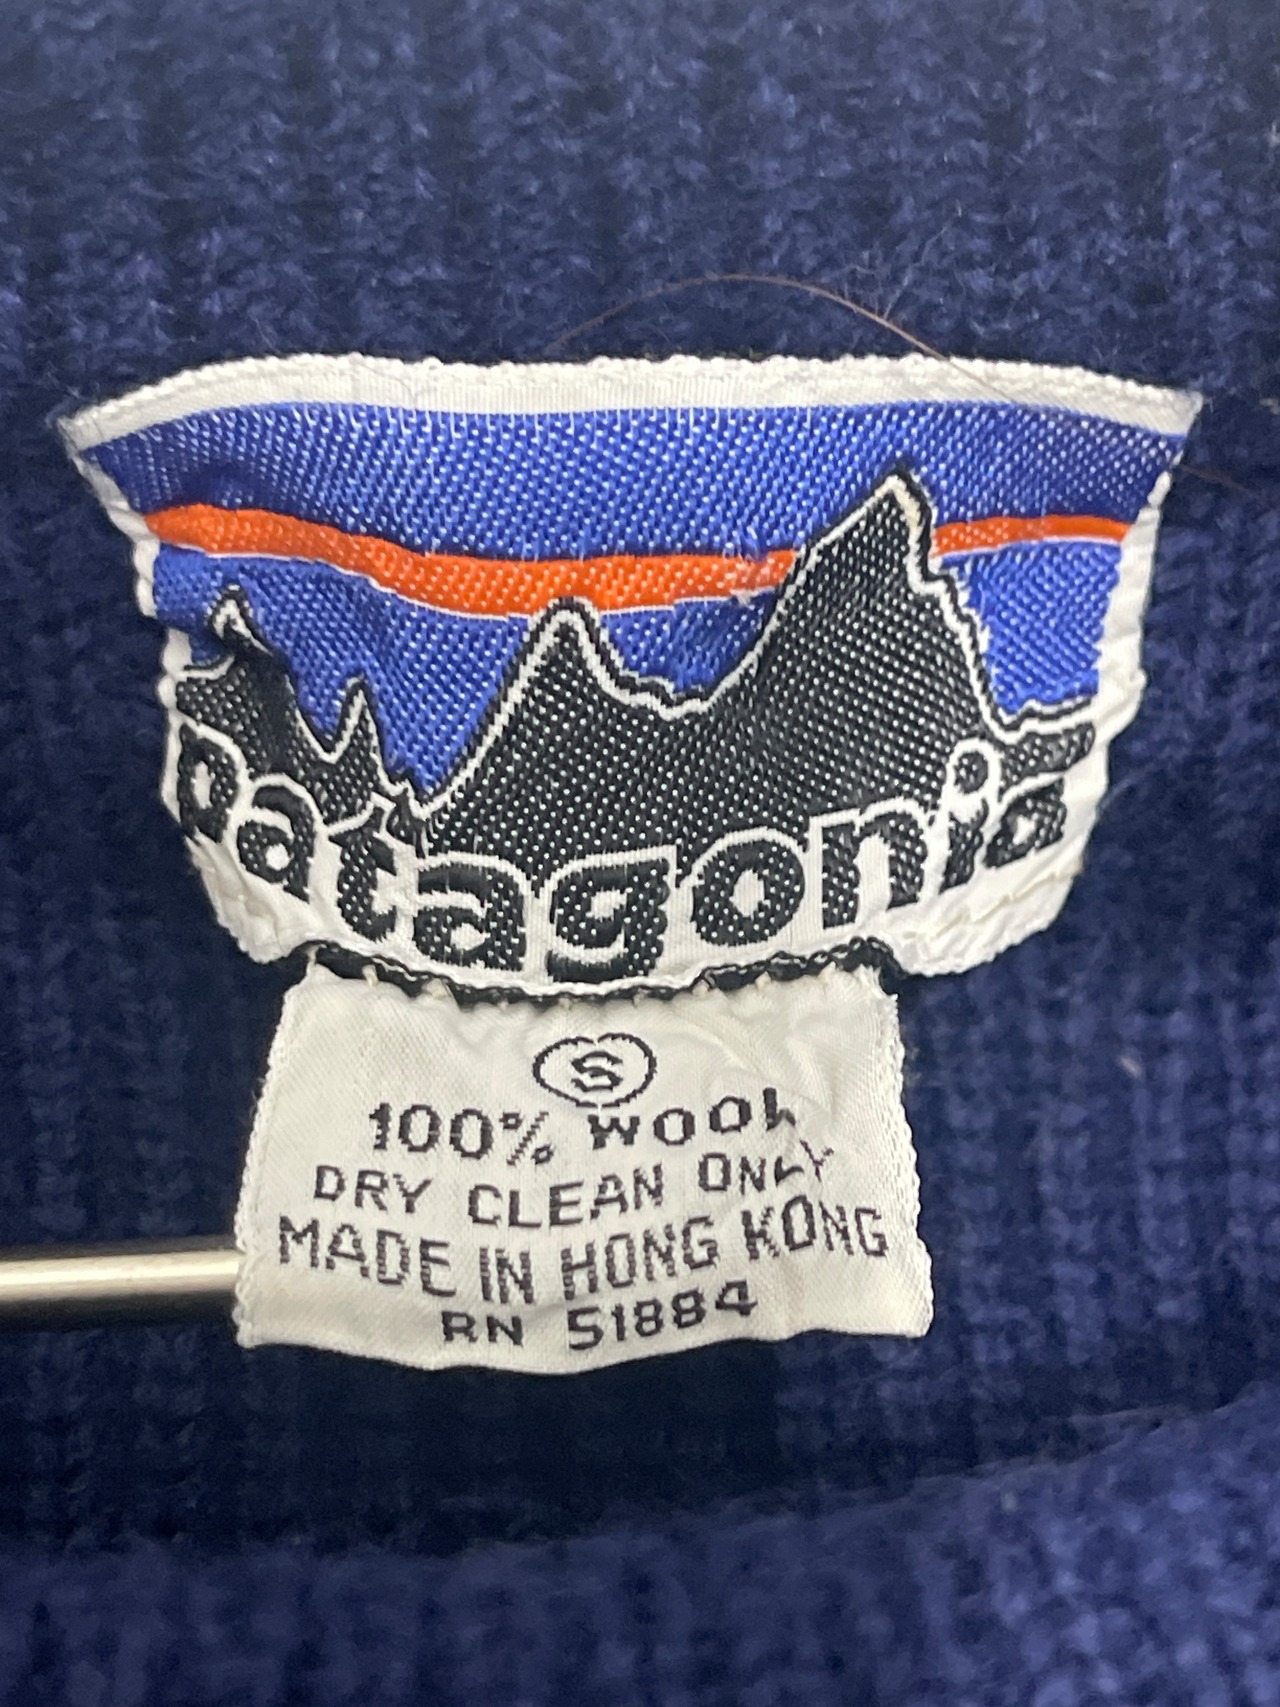 patagonia
S
100% WOOL
DRY CLEAN ONLY
MADE IN HONG KONG
RN 51884